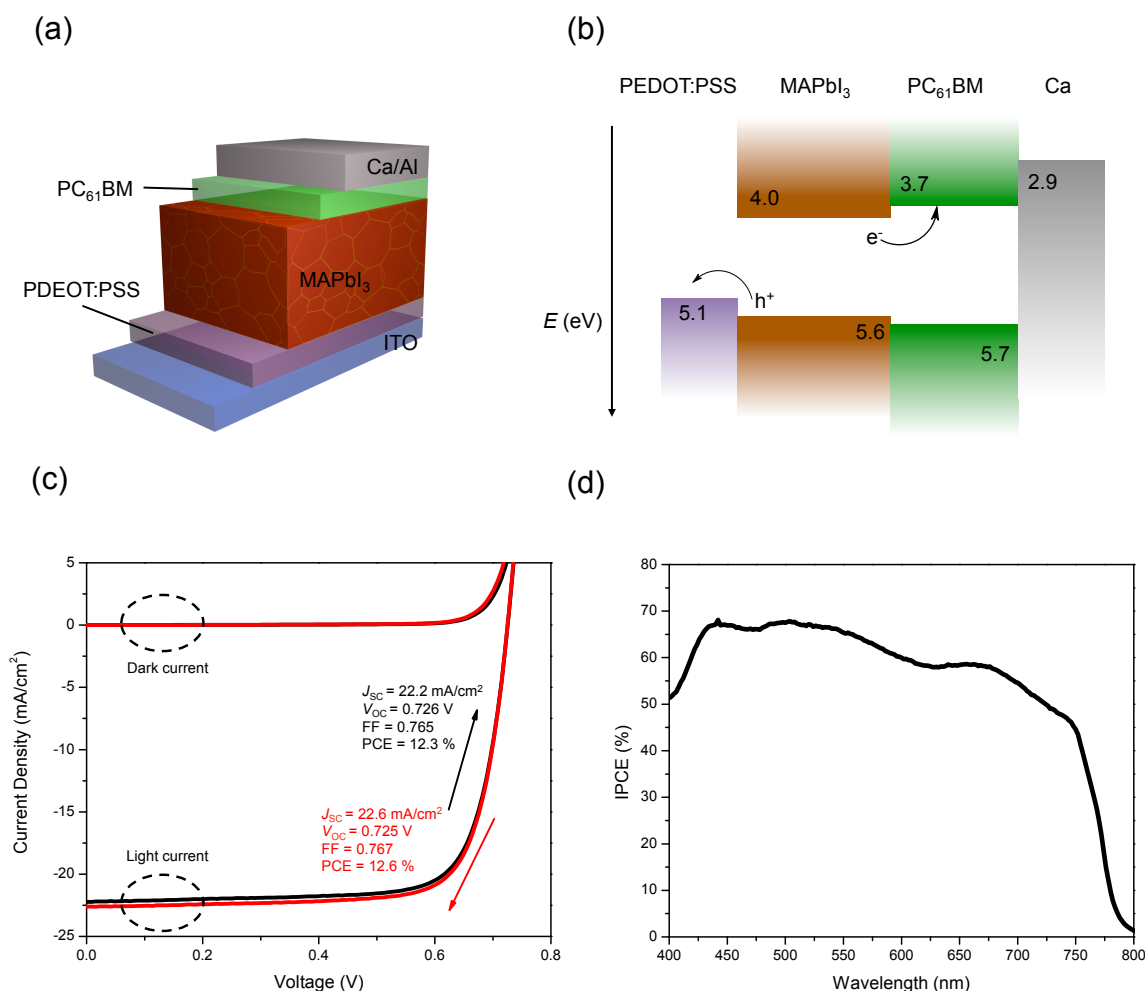 (a)
Ca/Al
PC₆₁BM
MAPbI₃
PDEOT:PSS
ITO
(b)
PEDOT:PSS MAPbI₃ PC₆₁BM Ca
4.0 3.7 2.9
e⁻
h⁺
5.1
E (eV)
5.6
5.7
(c)
5
0
-5
-10
-15
-20
-25
Current Density (mA/cm²)
Dark current
J_SC = 22.2 mA/cm²
V_OC = 0.726 V
FF = 0.765
PCE = 12.3 %
J_SC = 22.6 mA/cm²
V_OC = 0.725 V
FF = 0.767
PCE = 12.6 %
Light current
0.0 0.2 0.4 0.6 0.8
Voltage (V)
(d)
80
70
60
50
40
30
20
10
0
IPCE (%)
400 450 500 550 600 650 700 750 800
Wavelength (nm)